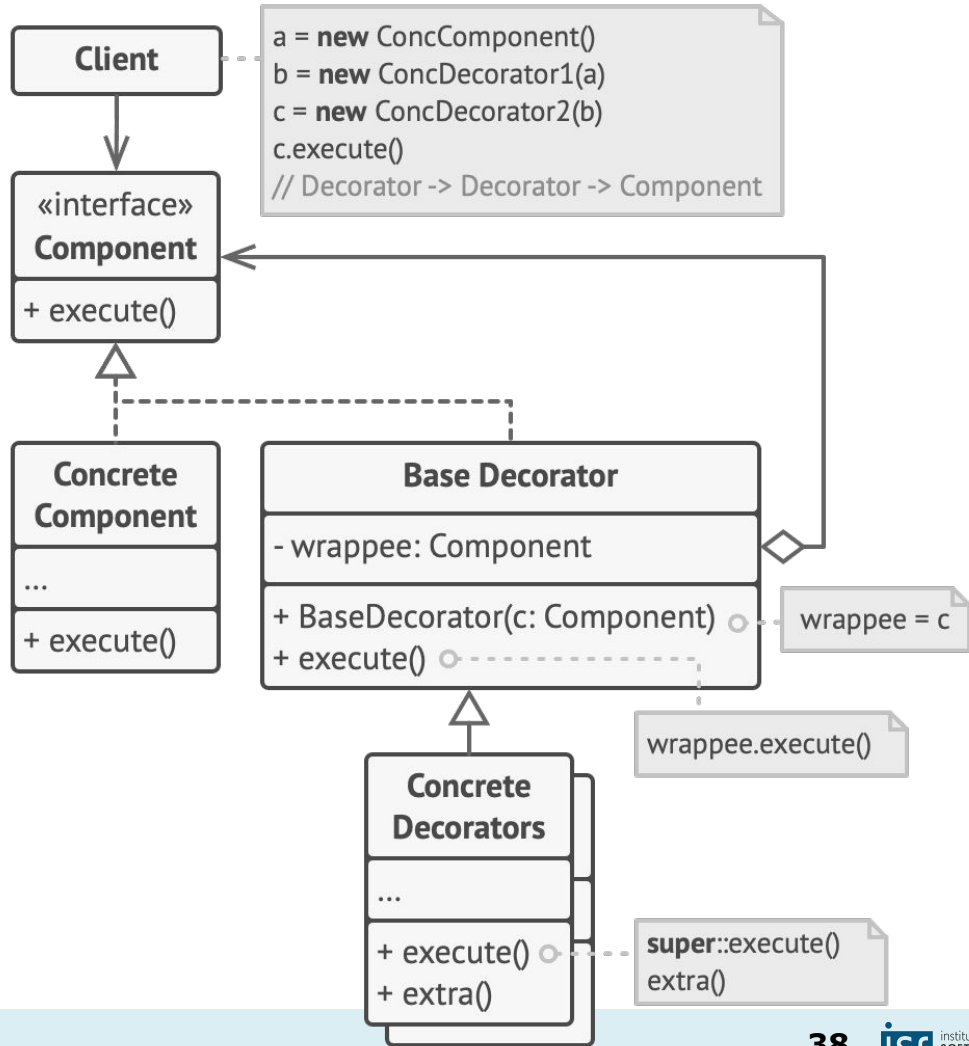 Client
a = new ConcComponent()
b = new ConcDecorator1(a)
c = new ConcDecorator2(b)
c.execute()
// Decorator -> Decorator -> Component
«interface»
Component
+ execute()
Concrete
Component
...
+ execute()
Base Decorator
- wrappee: Component
+ BaseDecorator(c: Component)
+ execute()
wrappee = c
wrappee.execute()
Concrete
Decorators
...
+ execute()
+ extra()
super::execute()
extra()
38